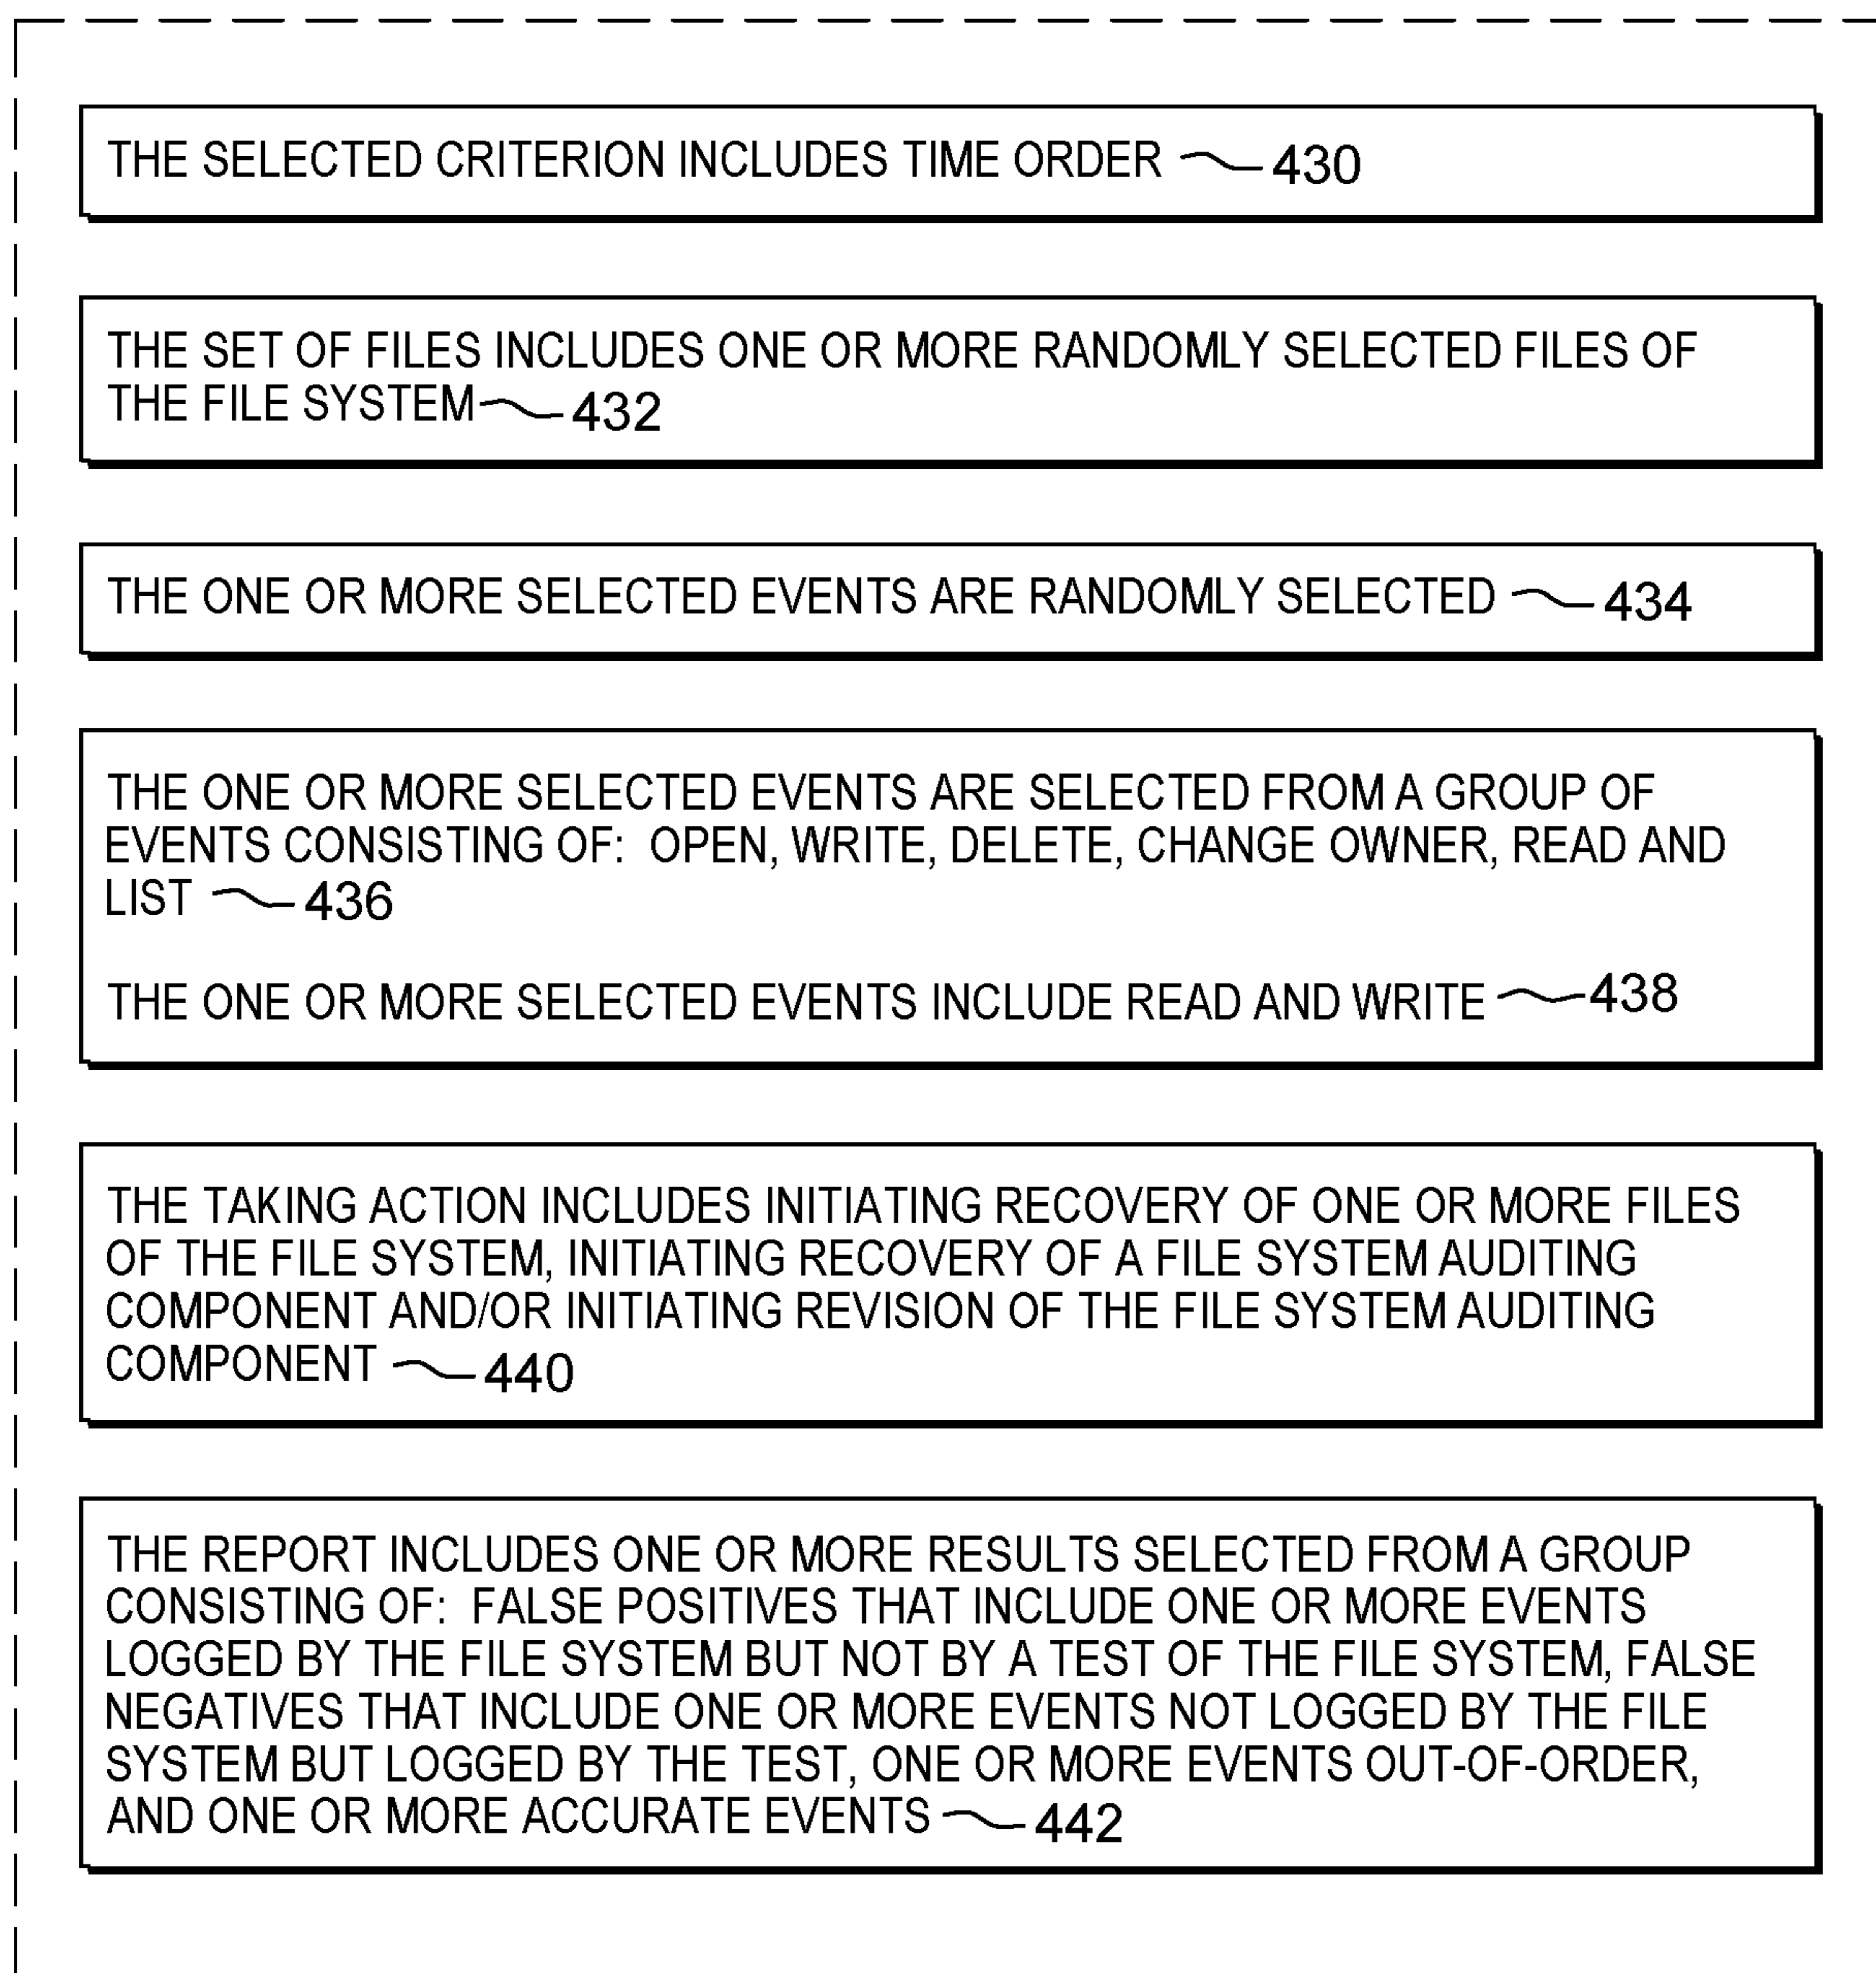 THE SELECTED CRITERION INCLUDES TIME ORDER 430
THE SET OF FILES INCLUDES ONE OR MORE RANDOMLY SELECTED FILES OF
THE FILE SYSTEM 432
THE ONE OR MORE SELECTED EVENTS ARE RANDOMLY SELECTED 434
THE ONE OR MORE SELECTED EVENTS ARE SELECTED FROM A GROUP OF
EVENTS CONSISTING OF: OPEN, WRITE, DELETE, CHANGE OWNER, READ AND
LIST 436
THE ONE OR MORE SELECTED EVENTS INCLUDE READ AND WRITE 438
THE TAKING ACTION INCLUDES INITIATING RECOVERY OF ONE OR MORE FILES
OF THE FILE SYSTEM, INITIATING RECOVERY OF A FILE SYSTEM AUDITING
COMPONENT AND/OR INITIATING REVISION OF THE FILE SYSTEM AUDITING
COMPONENT 440
THE REPORT INCLUDES ONE OR MORE RESULTS SELECTED FROM A GROUP
CONSISTING OF: FALSE POSITIVES THAT INCLUDE ONE OR MORE EVENTS
LOGGED BY THE FILE SYSTEM BUT NOT BY A TEST OF THE FILE SYSTEM, FALSE
NEGATIVES THAT INCLUDE ONE OR MORE EVENTS NOT LOGGED BY THE FILE
SYSTEM BUT LOGGED BY THE TEST, ONE OR MORE EVENTS OUT-OF-ORDER,
AND ONE OR MORE ACCURATE EVENTS 442